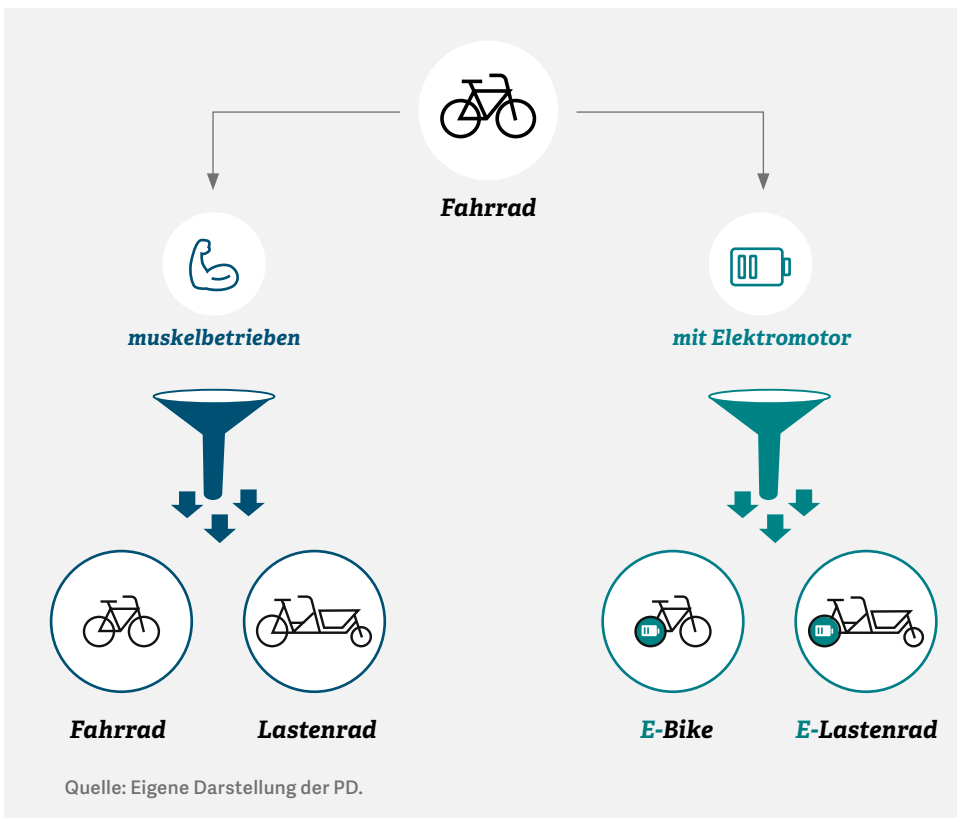 Fahrrad
muskelbetrieben
mit Elektromotor
Fahrrad
Lastenrad
E-Bike
E-Lastenrad
Quelle: Eigene Darstellung der PD.